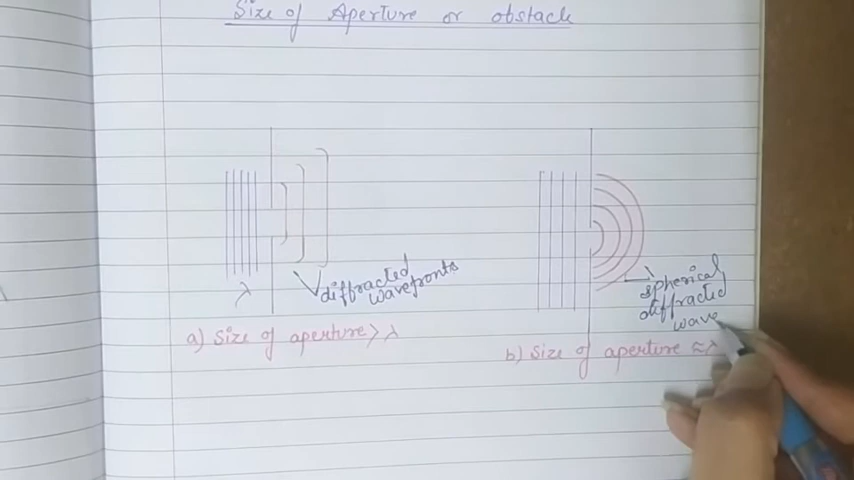 Size of Aperture or obstacle
λ
diffracted
wavefronts
a) Size of aperture > λ
spherical
diffracted
wave
b) Size of aperture ≈ λ